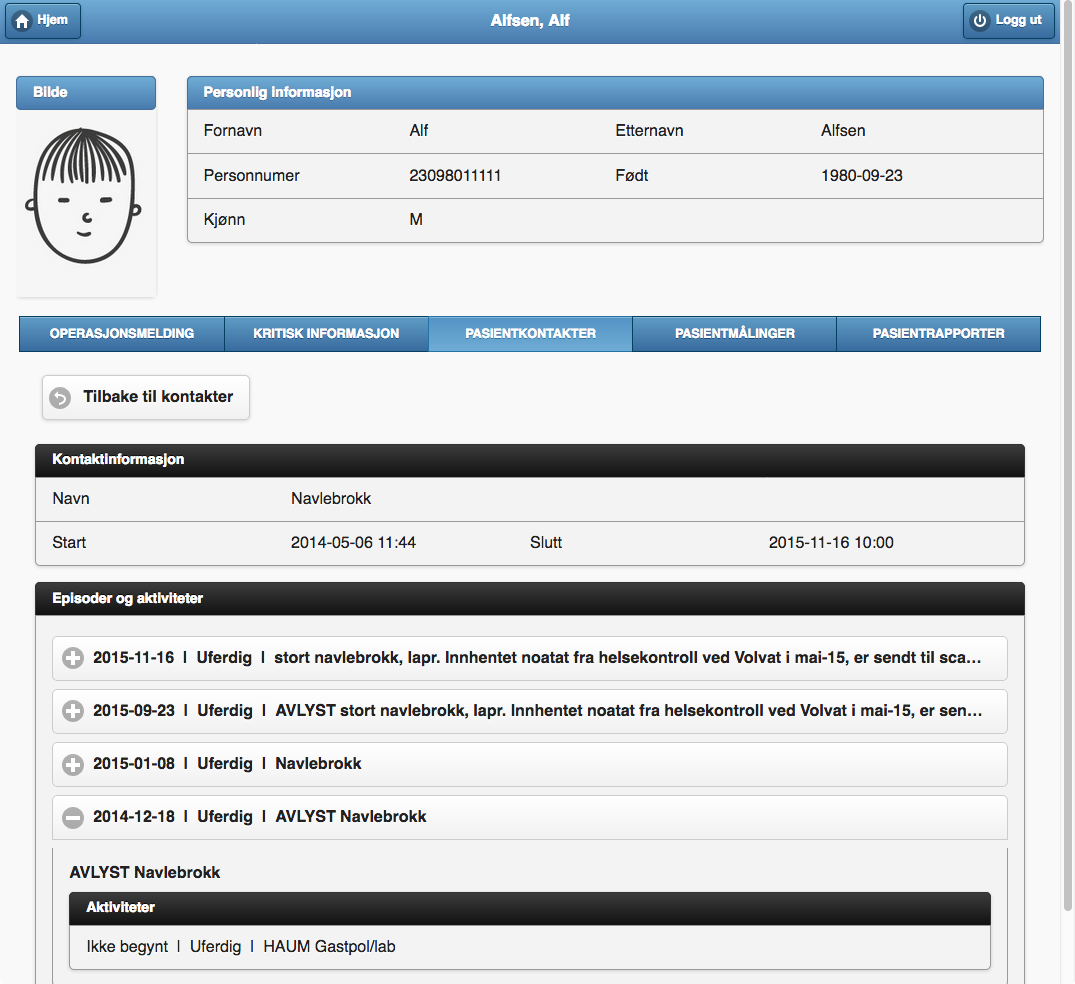 Hjem
Alfsen, Alf
Logg ut
Bilde
Personlig informasjon
Fornavn Alf Etternavn Alfsen
Personnumer 23098011111 Født 1980-09-23
Kjønn M
OPERASJONSMELDING KRITISK INFORMASJON PASIENTKONTAKTER PASIENTMÅLINGER PASIENTRAPPORTER
Tilbake til kontakter
Kontaktinformasjon
Navn Navlebrokk
Start 2014-05-06 11:44 Slutt 2015-11-16 10:00
Episoder og aktiviteter
2015-11-16 | Uferdig | stort navlebrokk, lapr. Innhentet noatat fra helsekontroll ved Volvat i mai-15, er sendt til sca...
2015-09-23 | Uferdig | AVLYST stort navlebrokk, lapr. Innhentet noatat fra helsekontroll ved Volvat i mai-15, er sen...
2015-01-08 | Uferdig | Navlebrokk
2014-12-18 | Uferdig | AVLYST Navlebrokk
AVLYST Navlebrokk
Aktiviteter
Ikke begynt | Uferdig | HAUM Gastpol/lab